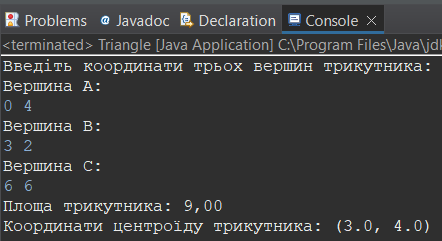 Problems Javadoc Declaration Console
<terminated> Triangle [Java Application] C:\Program Files\Java\jd
Введіть координати трьох вершин трикутника:
Вершина A:
0 4
Вершина B:
3 2
Вершина C:
6 6
Площа трикутника: 9,00
Координати центроїду трикутника: (3.0, 4.0)